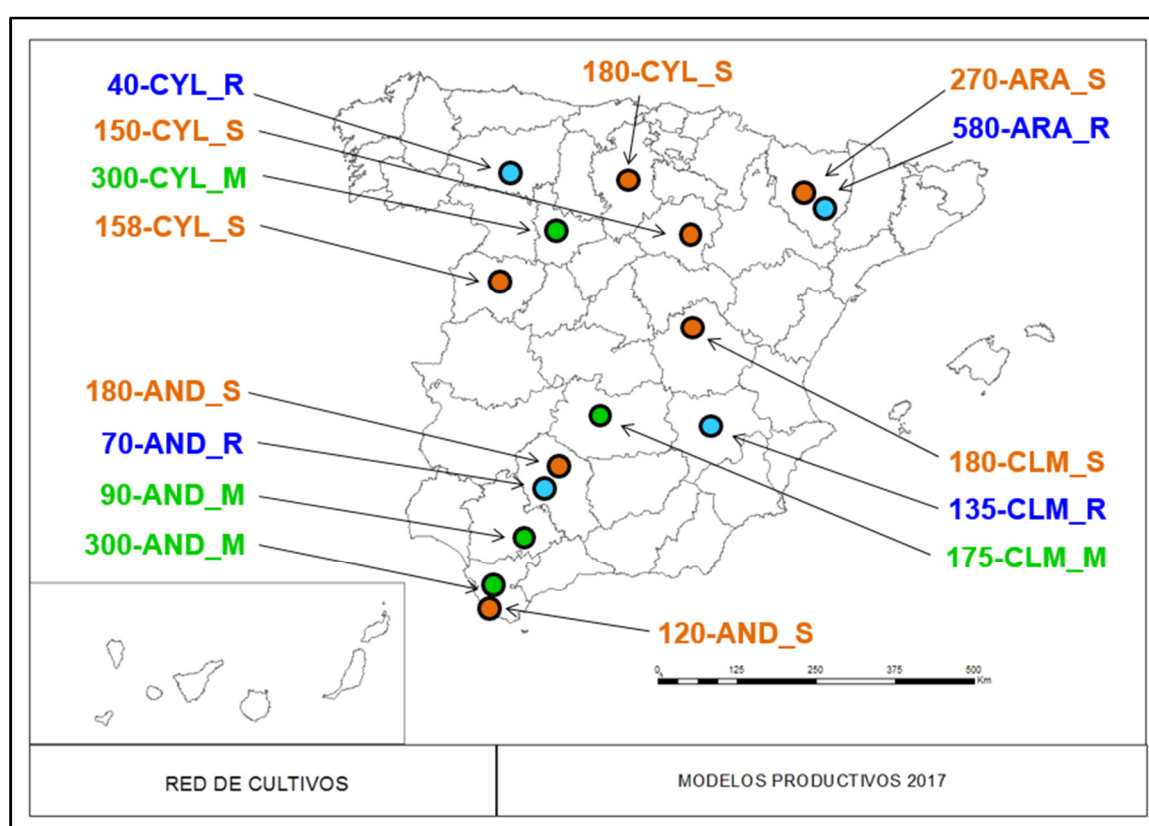 40-CYL_R
150-CYL_S
300-CYL_M
158-CYL_S
180-CYL_S
270-ARA_S
580-ARA_R
180-AND_S
70-AND_R
90-AND_M
300-AND_M
180-CLM_S
135-CLM_R
175-CLM_M
120-AND_S
0 125 250 375 500
Km
RED DE CULTIVOS
MODELOS PRODUCTIVOS 2017